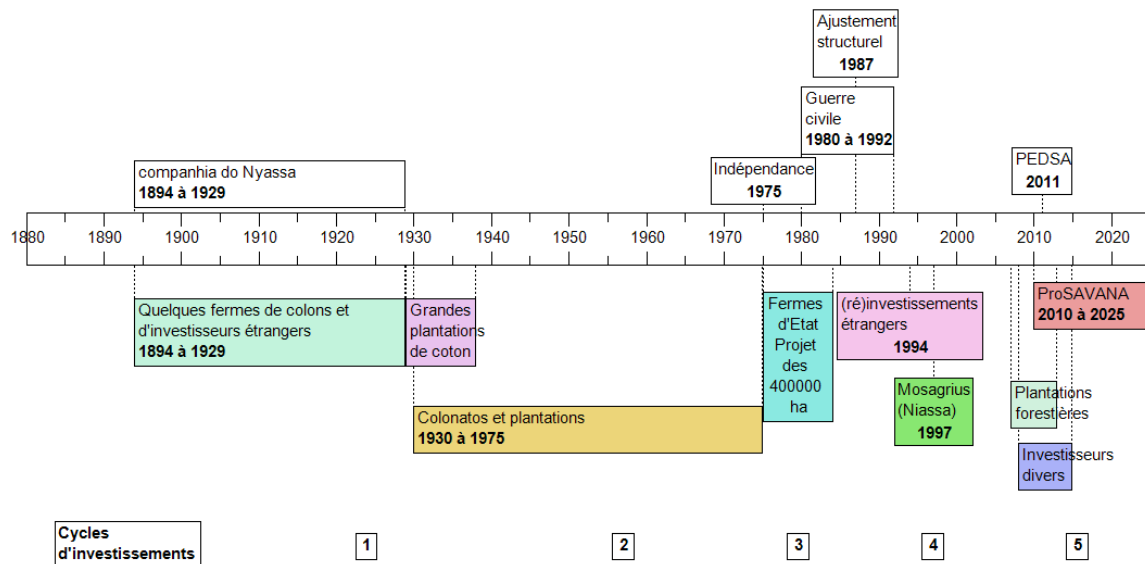 Ajustement
structurel
1987
Guerre
civile
1980 à 1992
companhia do Nyassa
1894 à 1929
Indépendance
1975
PEDSA
2011
1880 1890 1900 1910 1920 1930 1940 1950 1960 1970 1980 1990 2000 2010 2020
Quelques fermes de colons et
d'investisseurs étrangers
1894 à 1929
Grandes
plantations
de coton
Colonatos et plantations
1930 à 1975
Fermes
d'Etat
Projet
des
400000
ha
(ré)investissements
étrangers
1994
Mosagrius
(Niassa)
1997
ProSAVANA
2010 à 2025
Plantations
forestières
Investisseurs
divers
Cycles
d'investissements
1 2 3 4 5